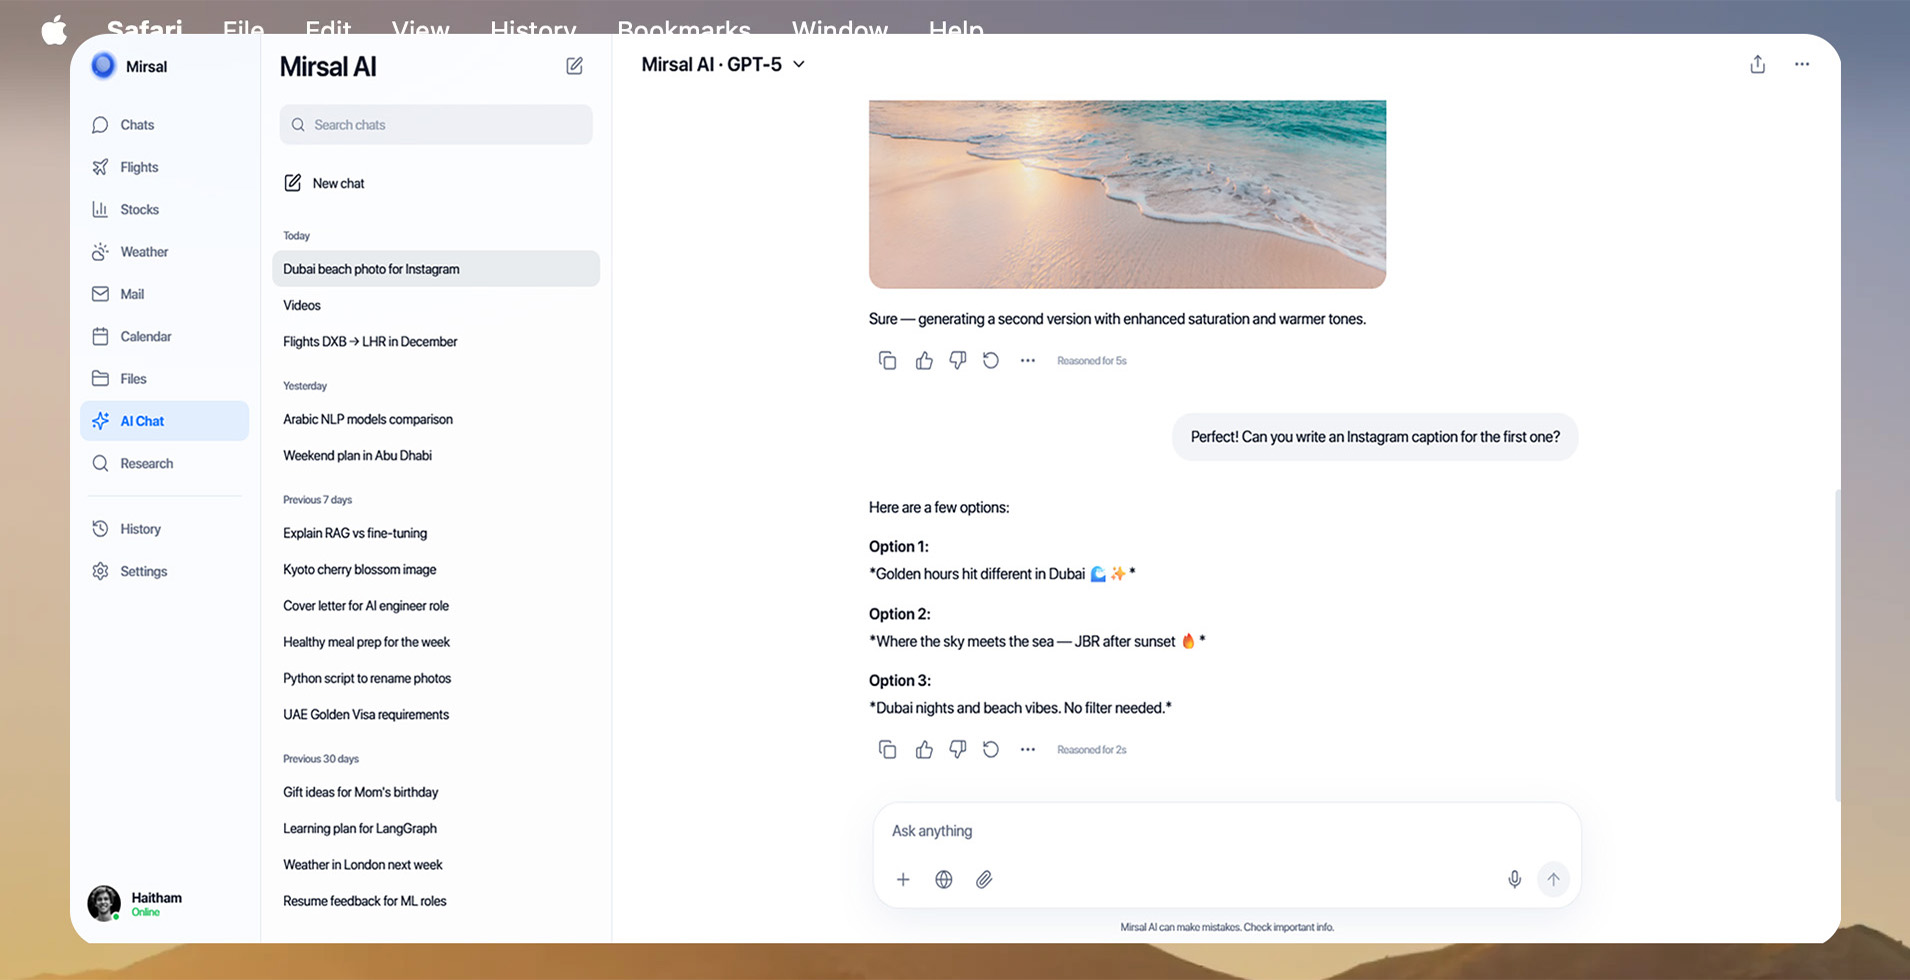 Safari File Edit View History Bookmarks Window Help
Mirsal
Chats
Flights
Stocks
Weather
Mail
Calendar
Files
AI Chat
Research
History
Settings
Haitham
Online
Mirsal AI
Search chats
New chat
Today
Dubai beach photo for Instagram
Videos
Flights DXB → LHR in December
Yesterday
Arabic NLP models comparison
Weekend plan in Abu Dhabi
Previous 7 days
Explain RAG vs fine-tuning
Kyoto cherry blossom image
Cover letter for AI engineer role
Healthy meal prep for the week
Python script to rename photos
UAE Golden Visa requirements
Previous 30 days
Gift ideas for Mom's birthday
Learning plan for LangGraph
Weather in London next week
Resume feedback for ML roles
Mirsal AI · GPT-5
Sure — generating a second version with enhanced saturation and warmer tones.
Reasoned for 5s
Perfect! Can you write an Instagram caption for the first one?
Here are a few options:
Option 1:
*Golden hours hit different in Dubai 🌊✨*
Option 2:
*Where the sky meets the sea — JBR after sunset 🔥*
Option 3:
*Dubai nights and beach vibes. No filter needed.*
Reasoned for 2s
Ask anything
Mirsal AI can make mistakes. Check important info.